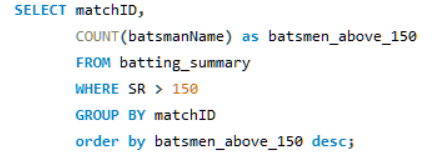 SELECT matchID,
COUNT(batsmanName) as batsmen_above_150
FROM batting_summary
WHERE SR > 150
GROUP BY matchID
order by batsmen_above_150 desc;